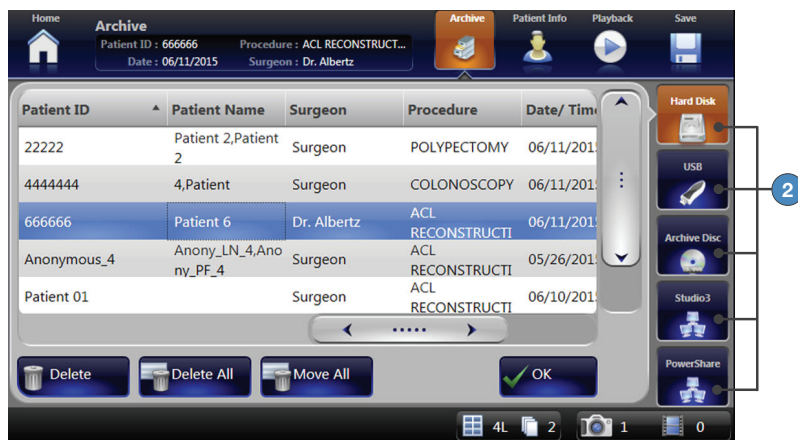 Home
Archive
Patient ID : 666666 Procedure : ACL RECONSTRUCT...
Date : 06/11/2015 Surgeon : Dr. Albertz
Archive Patient Info Playback Save
Patient ID Patient Name Surgeon Procedure Date/ Time
22222 Patient 2,Patient 2 Surgeon POLYPECTOMY 06/11/201
4444444 4,Patient Surgeon COLONOSCOPY 06/11/201
666666 Patient 6 Dr. Albertz ACL RECONSTRUCTI 06/11/201
Anonymous_4 Anony_LN_4,Anony_PF_4 Surgeon ACL RECONSTRUCTI 05/26/201
Patient 01 Surgeon ACL RECONSTRUCTI 06/10/201
Hard Disk
USB
2
Archive Disc
Studio3
PowerShare
Delete Delete All Move All OK
4L 2 1 0